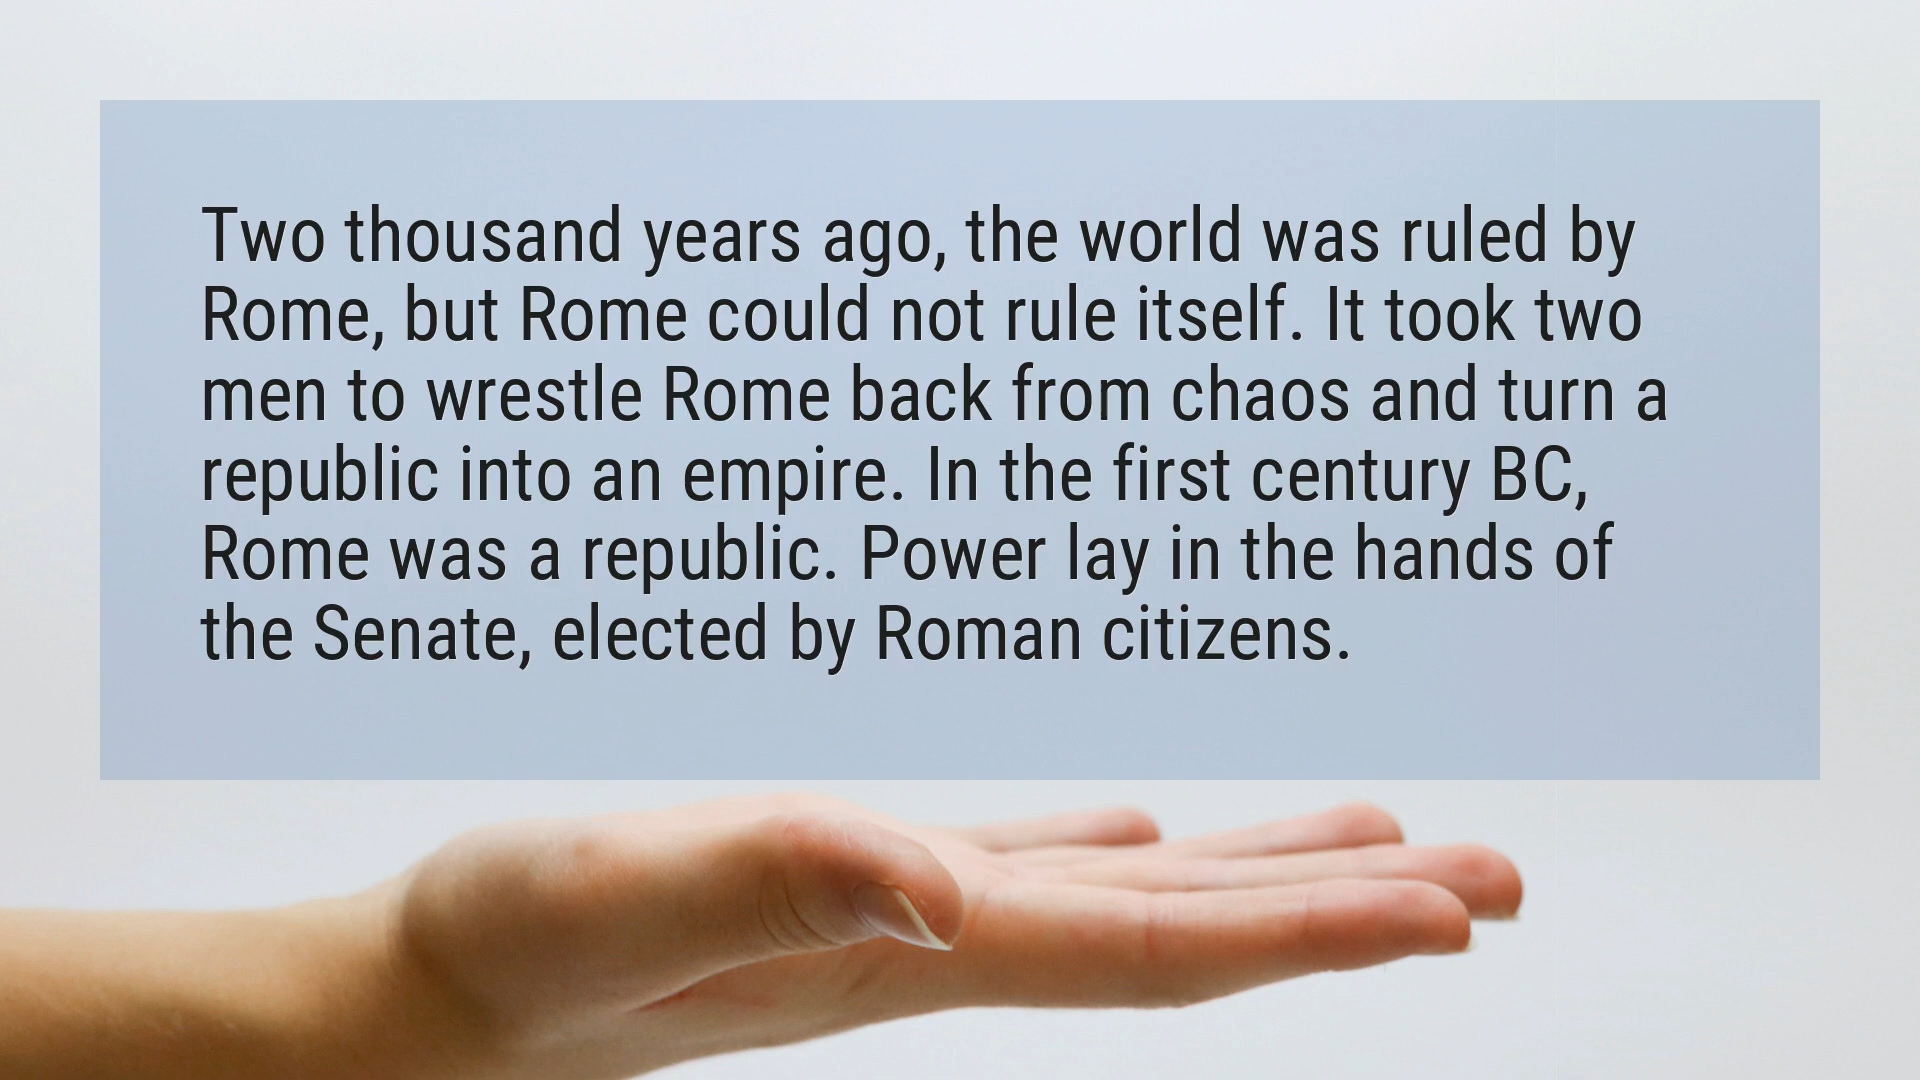 Two thousand years ago, the world was ruled by
Rome, but Rome could not rule itself. It took two
men to wrestle Rome back from chaos and turn a
republic into an empire. In the first century BC,
Rome was a republic. Power lay in the hands of
the Senate, elected by Roman citizens.